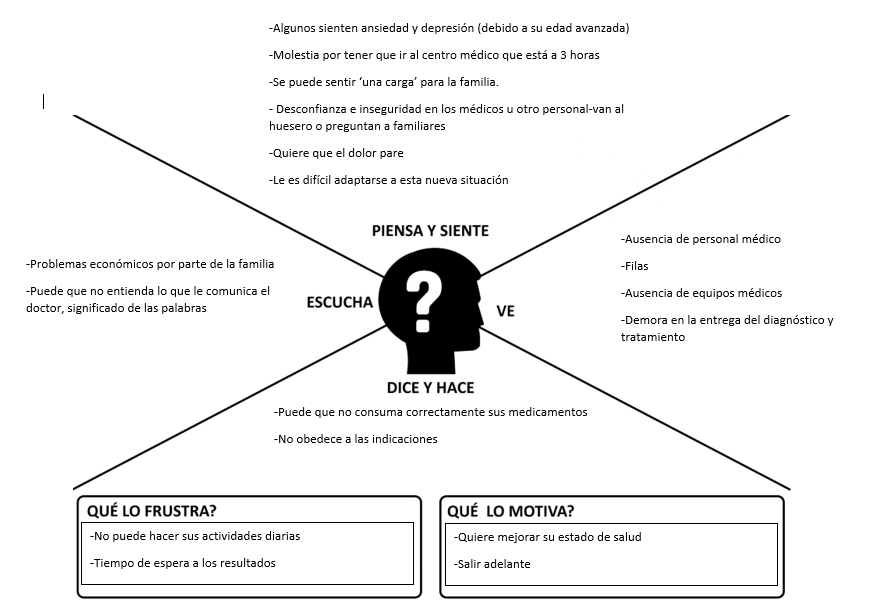 -Algunos sienten ansiedad y depresión (debido a su edad avanzada)
-Molestia por tener que ir al centro médico que está a 3 horas
-Se puede sentir ‘una carga’ para la familia.
- Desconfianza e inseguridad en los médicos u otro personal-van al
huesero o preguntan a familiares
-Quiere que el dolor pare
-Le es difícil adaptarse a esta nueva situación
PIENSA Y SIENTE
-Problemas económicos por parte de la familia
-Puede que no entienda lo que le comunica el
doctor, significado de las palabras
ESCUCHA
?
VE
-Ausencia de personal médico
-Filas
-Ausencia de equipos médicos
-Demora en la entrega del diagnóstico y
tratamiento
DICE Y HACE
-Puede que no consuma correctamente sus medicamentos
-No obedece a las indicaciones
QUÉ LO FRUSTRA?
-No puede hacer sus actividades diarias
-Tiempo de espera a los resultados
QUÉ LO MOTIVA?
-Quiere mejorar su estado de salud
-Salir adelante